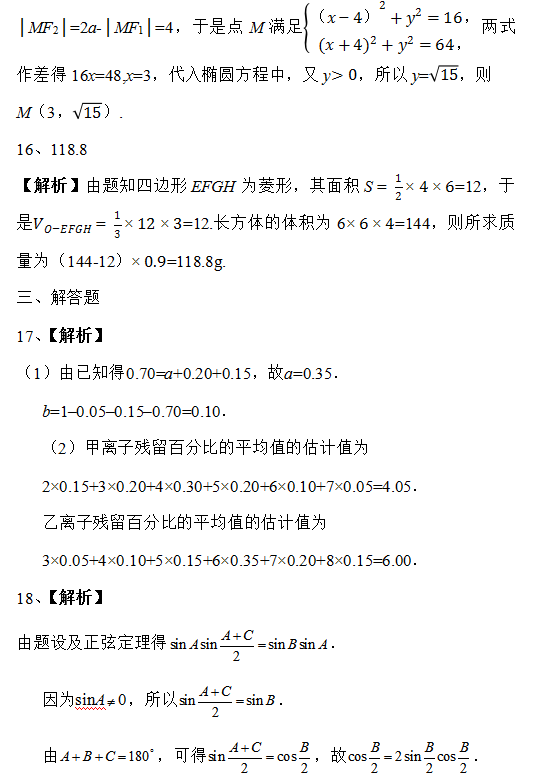 |MF₂|=2a-|MF₁|=4，于是点 M 满足{（x－4）²＋y²＝16， (x＋4)²＋y²＝64， 两式
作差得 16x=48,x=3，代入椭圆方程中，又 y＞0，所以 y=√15，则
M（3，√15）.
16、118.8
【解析】由题知四边形 EFGH 为菱形，其面积 S = 1/2 × 4 × 6=12，于
是V_{O−EFGH} = 1/3 × 12 × 3=12.长方体的体积为 6× 6 × 4=144，则所求质
量为（144-12）× 0.9=118.8g.
三、解答题
17、【解析】
（1）由已知得0.70=a+0.20+0.15，故a=0.35．
b=1–0.05–0.15–0.70=0.10．
（2）甲离子残留百分比的平均值的估计值为
2×0.15+3×0.20+4×0.30+5×0.20+6×0.10+7×0.05=4.05．
乙离子残留百分比的平均值的估计值为
3×0.05+4×0.10+5×0.15+6×0.35+7×0.20+8×0.15=6.00．
18、【解析】
由题设及正弦定理得 sin A sin (A+C)/2 = sin B sin A．
因为sinA≠0，所以sin (A+C)/2 = sin B．
由 A+B+C=180°，可得sin (A+C)/2 = cos B/2，故cos B/2 = 2sin B/2 cos B/2．